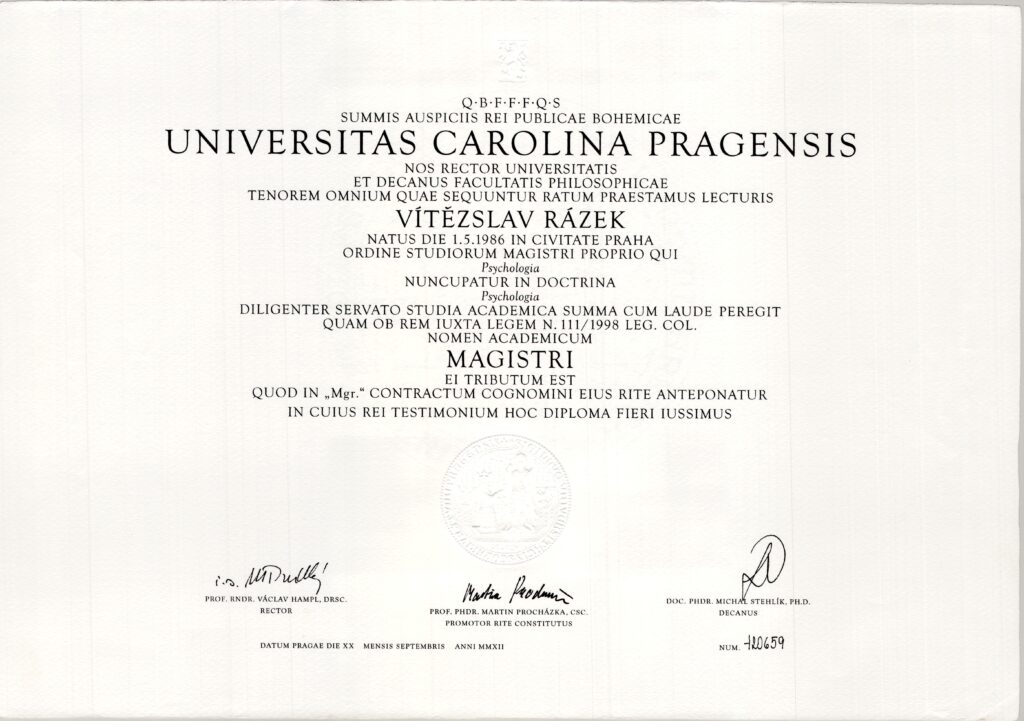 Q·B·F·F·F·Q·S
SUMMIS AUSPICIIS REI PUBLICAE BOHEMICAE
UNIVERSITAS CAROLINA PRAGENSIS
NOS RECTOR UNIVERSITATIS
ET DECANUS FACULTATIS PHILOSOPHICAE
TENOREM OMNIUM QUAE SEQUUNTUR RATUM PRAESTAMUS LECTURIS
VÍTĚZSLAV RÁZEK
NATUS DIE 1.5.1986 IN CIVITATE PRAHA
ORDINE STUDIORUM MAGISTRI PROPRIO QUI
Psychologia
NUNCUPATUR IN DOCTRINA
Psychologia
DILIGENTER SERVATO STUDIA ACADEMICA SUMMA CUM LAUDE PEREGIT
QUAM OB REM IUXTA LEGEM N. 111/1998 LEG. COL.
NOMEN ACADEMICUM
MAGISTRI
EI TRIBUTUM EST
QUOD IN „Mgr.“ CONTRACTUM COGNOMINI EIUS RITE ANTEPONATUR
IN CUIUS REI TESTIMONIUM HOC DIPLOMA FIERI IUSSIMUS
PROF. RNDR. VÁCLAV HAMPL, DRSC.
RECTOR
PROF. PHDR. MARTIN PROCHÁZKA, CSC.
PROMOTOR RITE CONSTITUTUS
DOC. PHDR. MICHAL STEHLÍK, PH.D.
DECANUS
DATUM PRAGAE DIE XX MENSIS SEPTEMBRIS ANNI MMXII
NUM. 120659